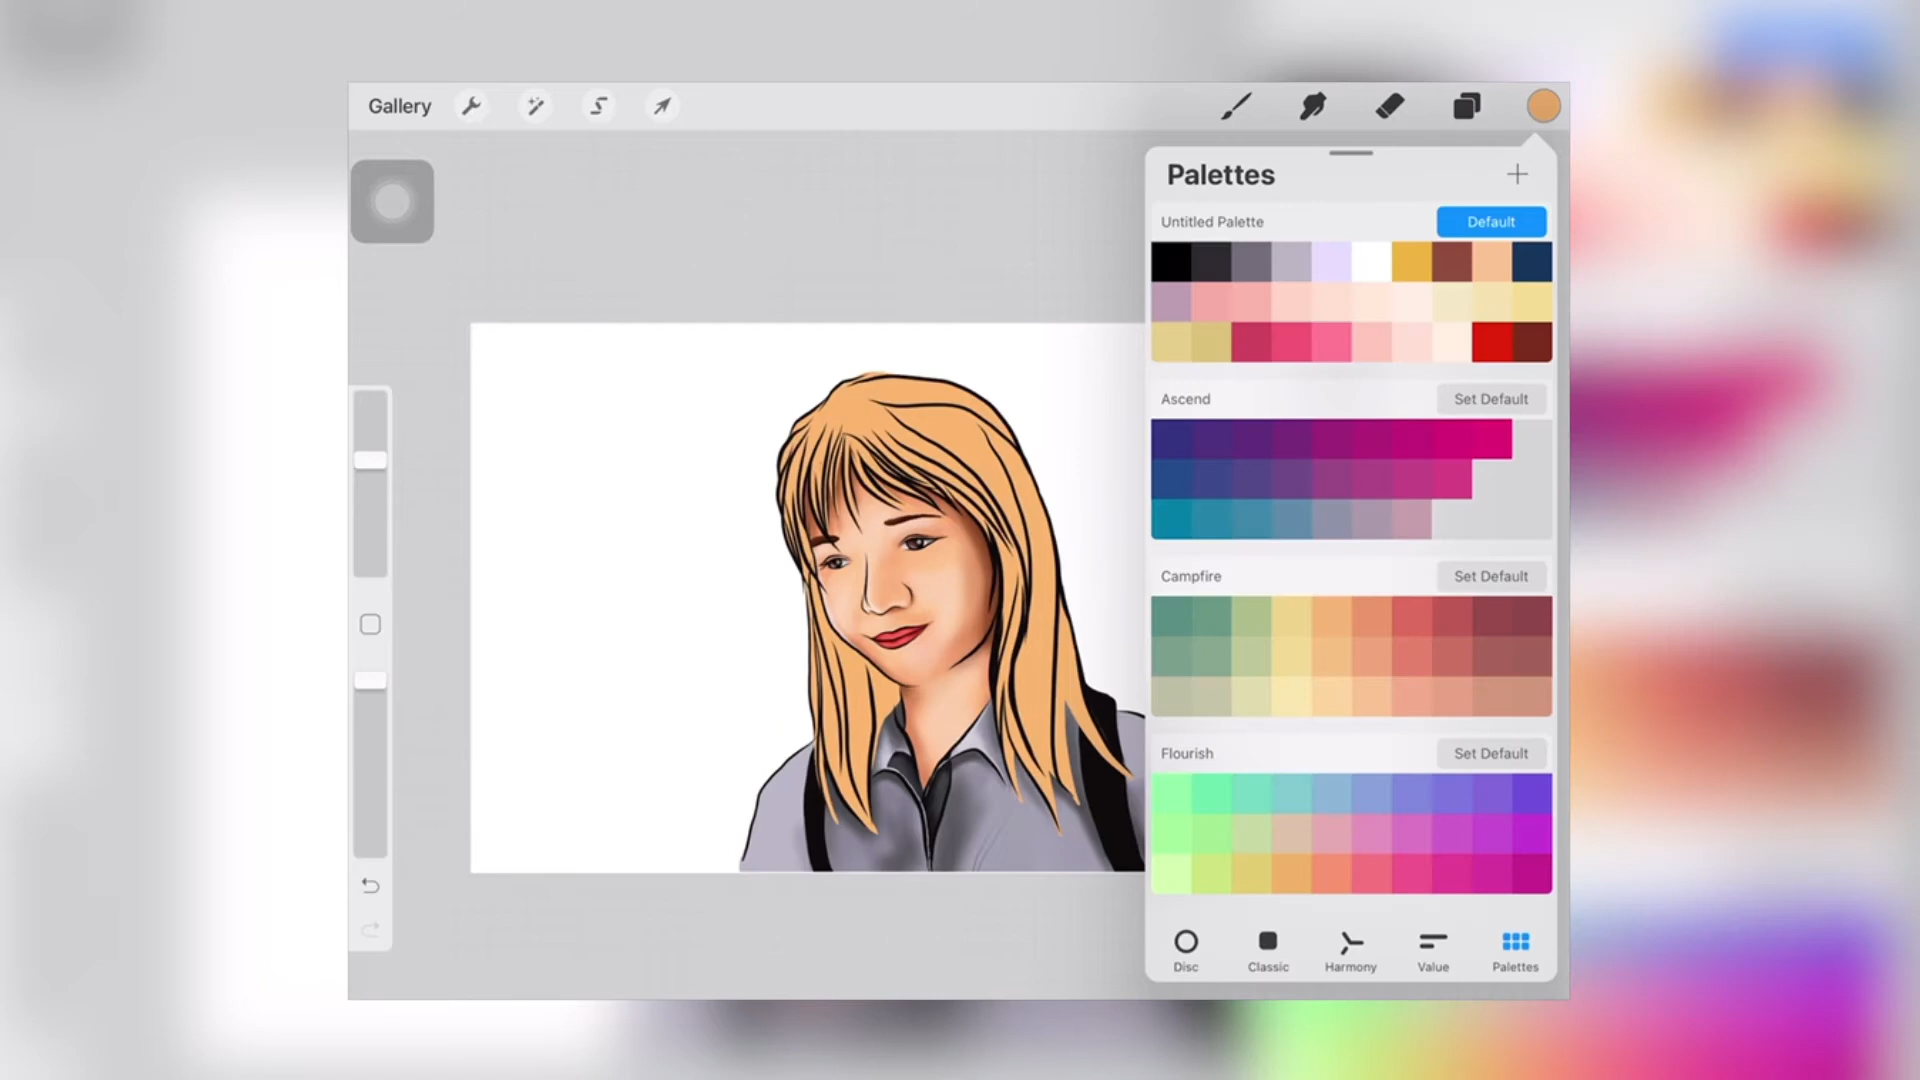 Gallery
Palettes
Untitled Palette
Default
Ascend
Set Default
Campfire
Set Default
Flourish
Set Default
Disc
Classic
Harmony
Value
Palettes